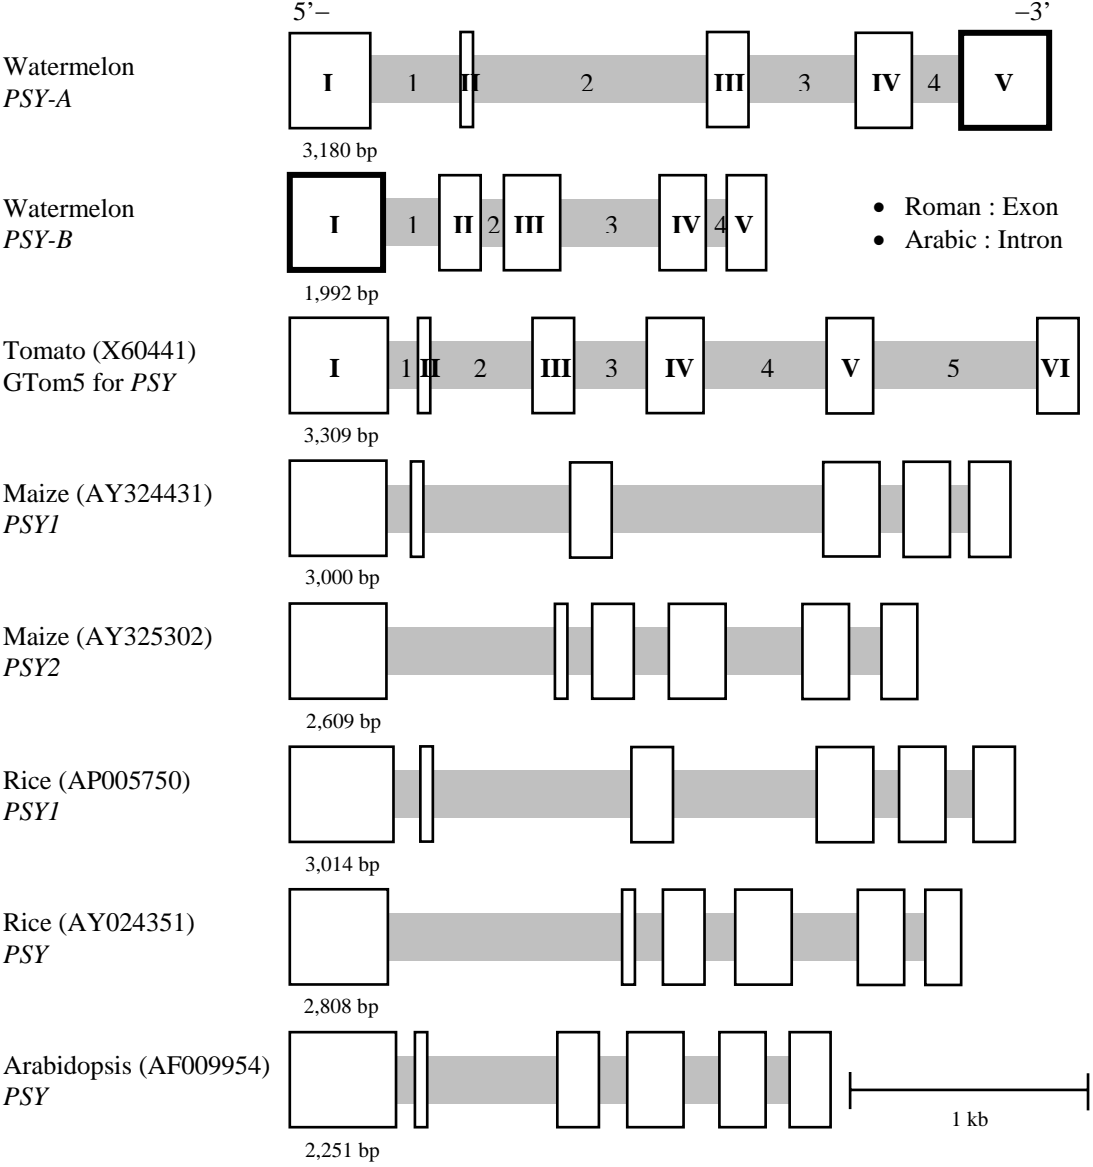 5’–
–3’
Watermelon
PSY-A
I 1 II 2 III 3 IV 4 V
3,180 bp
Watermelon
PSY-B
I 1 II 2 III 3 IV 4 V
• Roman : Exon
• Arabic : Intron
1,992 bp
Tomato (X60441)
GTom5 for PSY
I 1 II 2 III 3 IV 4 V 5 VI
3,309 bp
Maize (AY324431)
PSY1
3,000 bp
Maize (AY325302)
PSY2
2,609 bp
Rice (AP005750)
PSY1
3,014 bp
Rice (AY024351)
PSY
2,808 bp
Arabidopsis (AF009954)
PSY
1 kb
2,251 bp